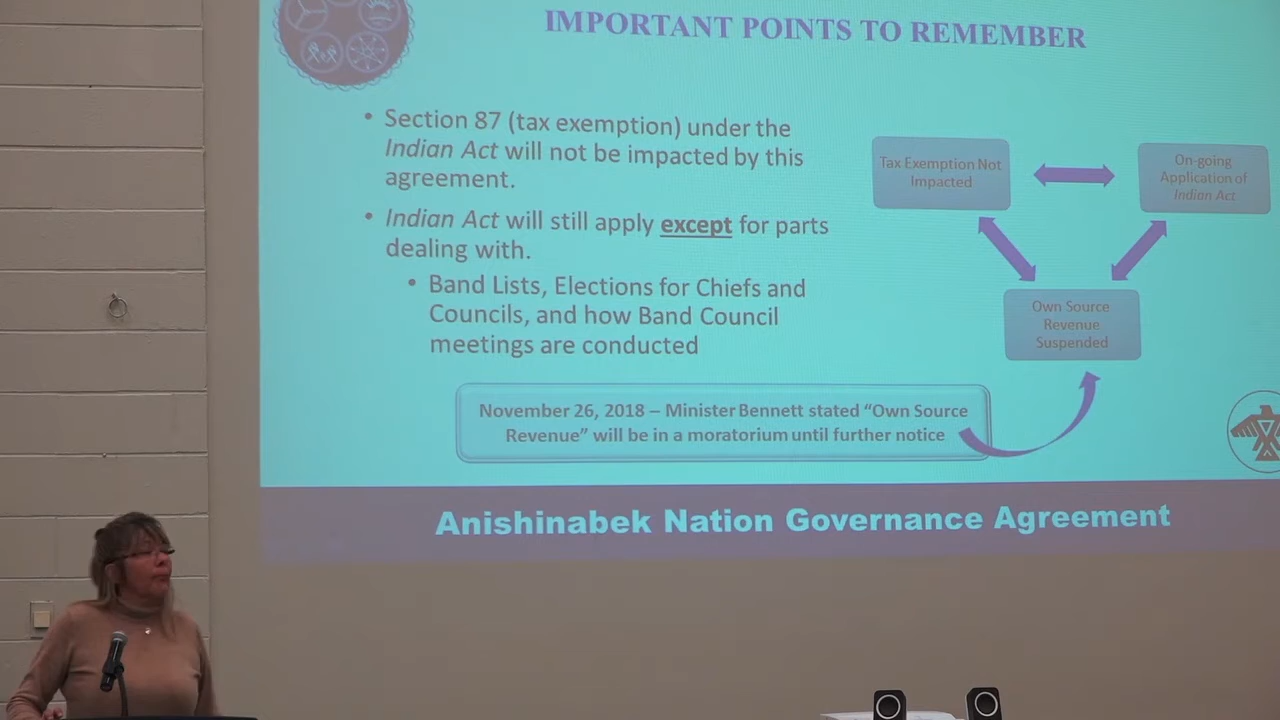 IMPORTANT POINTS TO REMEMBER
• Section 87 (tax exemption) under the
Indian Act will not be impacted by this
agreement.
• Indian Act will still apply except for parts
dealing with.
• Band Lists, Elections for Chiefs and
Councils, and how Band Council
meetings are conducted
Tax Exemption Not
Impacted
On-going
Application of
Indian Act
Own Source
Revenue
Suspended
November 26, 2018 – Minister Bennett stated “Own Source
Revenue” will be in a moratorium until further notice
Anishinabek Nation Governance Agreement